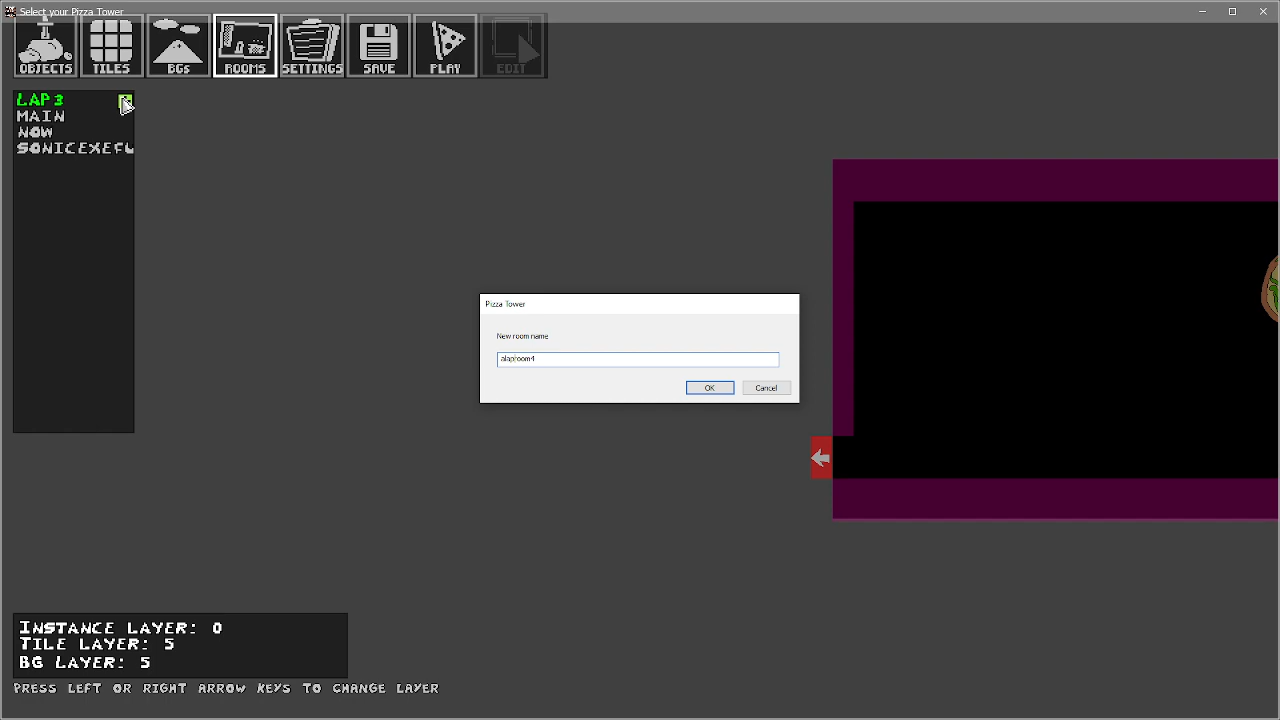 Select your Pizza Tower
OBJECTS TILES BGS ROOMS SETTINGS SAVE PLAY EDIT
LAP 3
MAIN
NOW
SONICEXEFU
Pizza Tower
New room name
alaproom4
OK Cancel
INSTANCE LAYER: 0
TILE LAYER: 5
BG LAYER: 5
PRESS LEFT OR RIGHT ARROW KEYS TO CHANGE LAYER